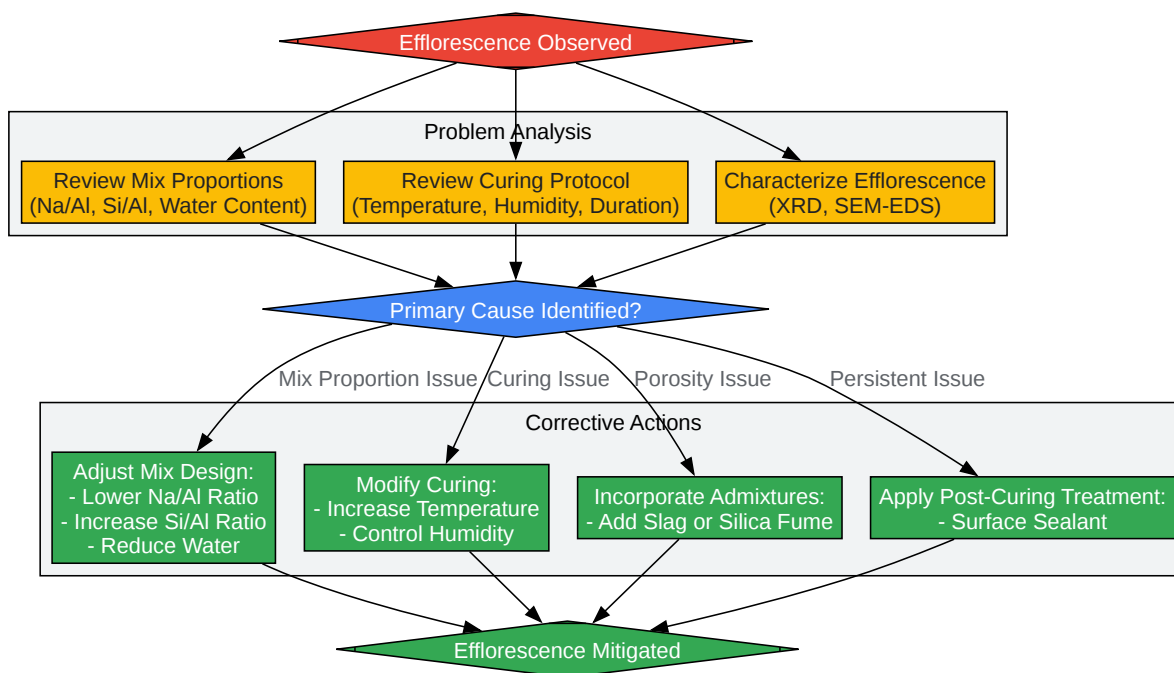 Efflorescence Observed
Problem Analysis
Review Mix Proportions
(Na/Al, Si/Al, Water Content)
Review Curing Protocol
(Temperature, Humidity, Duration)
Characterize Efflorescence
(XRD, SEM-EDS)
Primary Cause Identified?
Mix Proportion Issue
Curing Issue
Porosity Issue
Persistent Issue
Corrective Actions
Adjust Mix Design:
- Lower Na/Al Ratio
- Increase Si/Al Ratio
- Reduce Water
Modify Curing:
- Increase Temperature
- Control Humidity
Incorporate Admixtures:
- Add Slag or Silica Fume
Apply Post-Curing Treatment:
- Surface Sealant
Efflorescence Mitigated